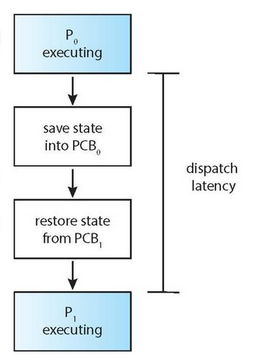 P₀
executing
save state
into PCB₀
dispatch
latency
restore state
from PCB₁
P₁
executing